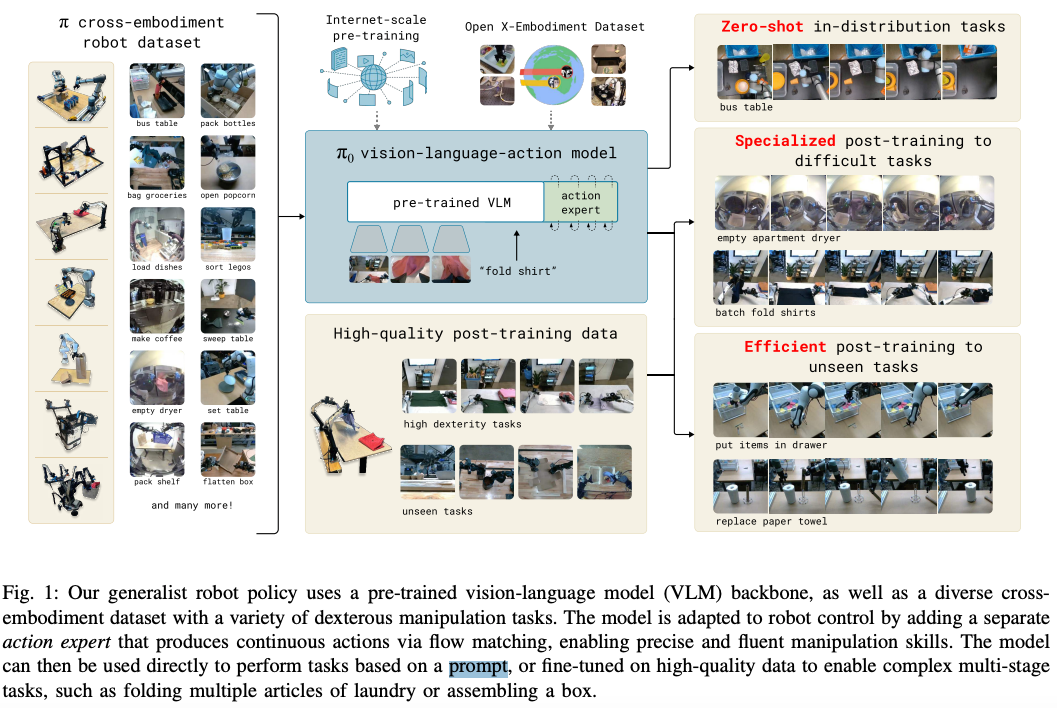 π cross-embodiment
robot dataset
bus table
pack bottles
bag groceries
open popcorn
load dishes
sort legos
make coffee
sweep table
empty dryer
set table
pack shelf
flatten box
and many more!
Internet-scale
pre-training
Open X-Embodiment Dataset
π₀ vision-language-action model
pre-trained VLM
action
expert
"fold shirt"
High-quality post-training data
high dexterity tasks
unseen tasks
Zero-shot in-distribution tasks
bus table
Specialized post-training to
difficult tasks
empty apartment dryer
batch fold shirts
Efficient post-training to
unseen tasks
put items in drawer
replace paper towel
Fig. 1: Our generalist robot policy uses a pre-trained vision-language model (VLM) backbone, as well as a diverse cross-
embodiment dataset with a variety of dexterous manipulation tasks. The model is adapted to robot control by adding a separate
action expert that produces continuous actions via flow matching, enabling precise and fluent manipulation skills. The model
can then be used directly to perform tasks based on a prompt, or fine-tuned on high-quality data to enable complex multi-stage
tasks, such as folding multiple articles of laundry or assembling a box.